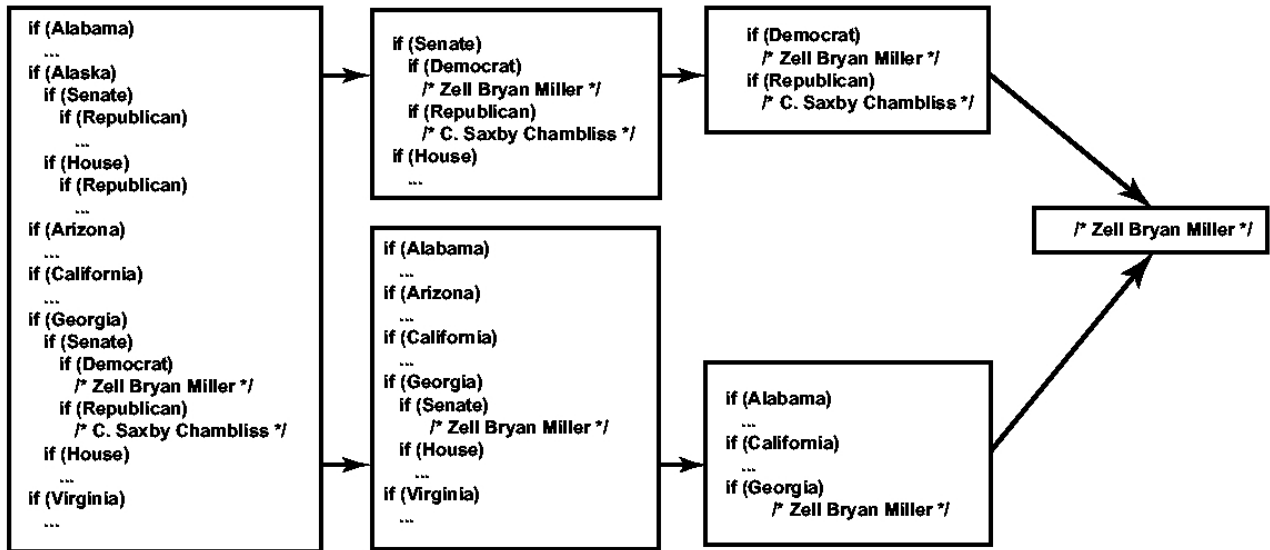 if (Alabama)
...
if (Alaska)
if (Senate)
if (Republican)
...
if (House)
if (Republican)
...
if (Arizona)
...
if (California)
...
if (Georgia)
if (Senate)
if (Democrat)
/* Zell Bryan Miller */
if (Republican)
/* C. Saxby Chambliss */
if (House)
...
if (Virginia)
...
if (Senate)
if (Democrat)
/* Zell Bryan Miller */
if (Republican)
/* C. Saxby Chambliss */
if (House)
...
if (Democrat)
/* Zell Bryan Miller */
if (Republican)
/* C. Saxby Chambliss */
if (Alabama)
...
if (Arizona)
...
if (California)
...
if (Georgia)
if (Senate)
/* Zell Bryan Miller */
if (House)
...
if (Virginia)
...
if (Alabama)
...
if (California)
...
if (Georgia)
/* Zell Bryan Miller */
/* Zell Bryan Miller */